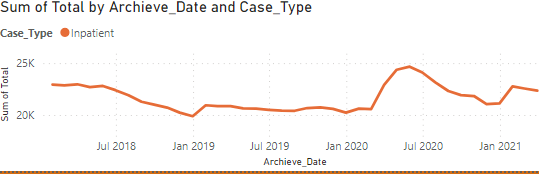 Sum of Total by Archieve_Date and Case_Type
Case_Type Inpatient
25K
20K
Sum of Total
Jul 2018 Jan 2019 Jul 2019 Jan 2020 Jul 2020 Jan 2021
Archieve_Date